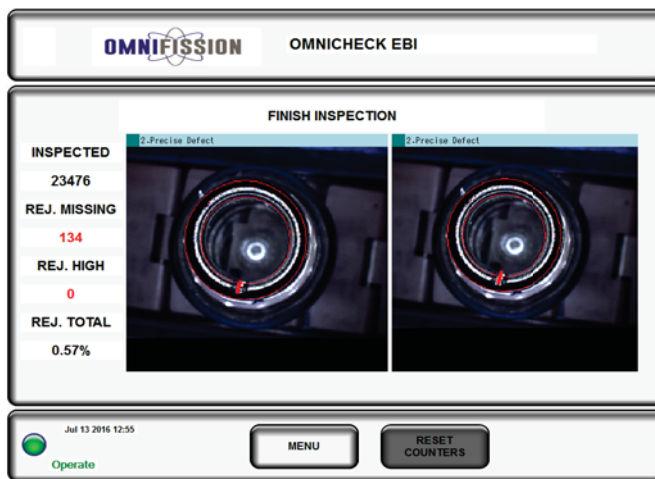 OMNIFISSION
OMNICHECK EBI
FINISH INSPECTION
INSPECTED
23476
REJ. MISSING
134
REJ. HIGH
0
REJ. TOTAL
0.57%
2.Precise Defect
2.Precise Defect
Jul 13 2016 12:55
Operate
MENU
RESET
COUNTERS